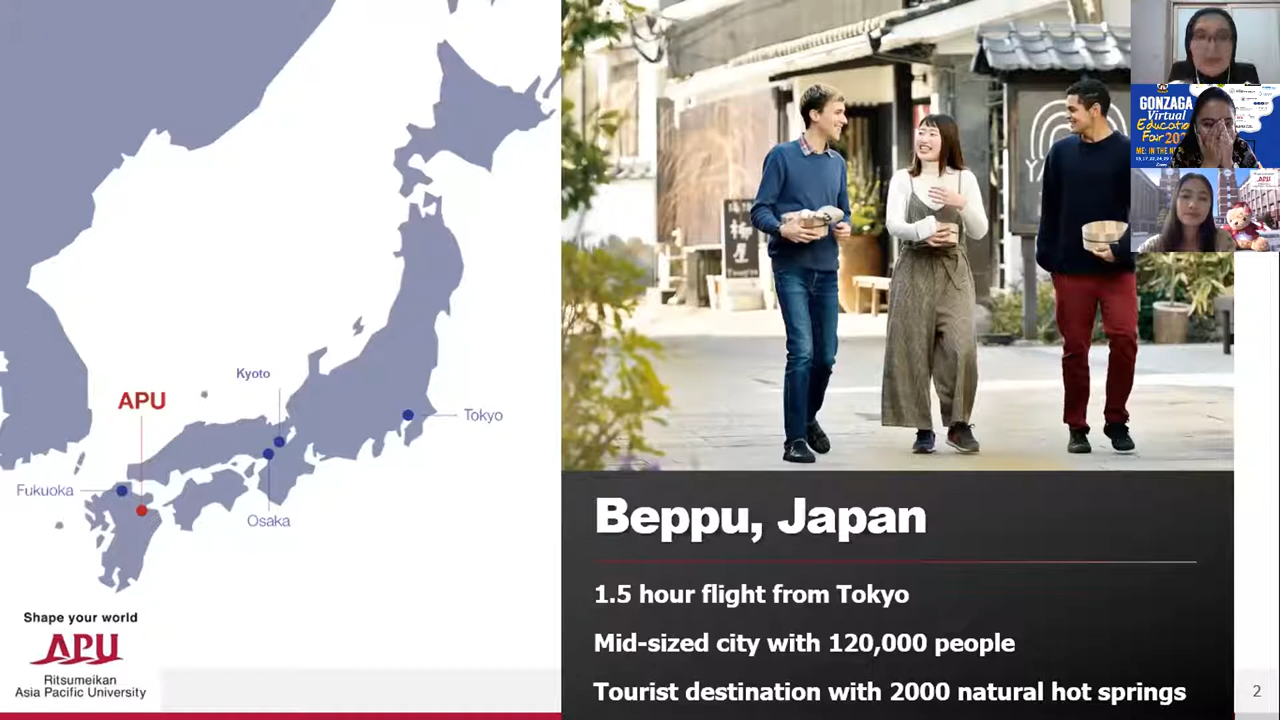 Kyoto
APU
Tokyo
Fukuoka
Osaka
Shape your world
APU
Ritsumeikan
Asia Pacific University
Beppu, Japan
1.5 hour flight from Tokyo
Mid-sized city with 120,000 people
Tourist destination with 2000 natural hot springs
2
GONZAGA
Virtual
Fair
APU